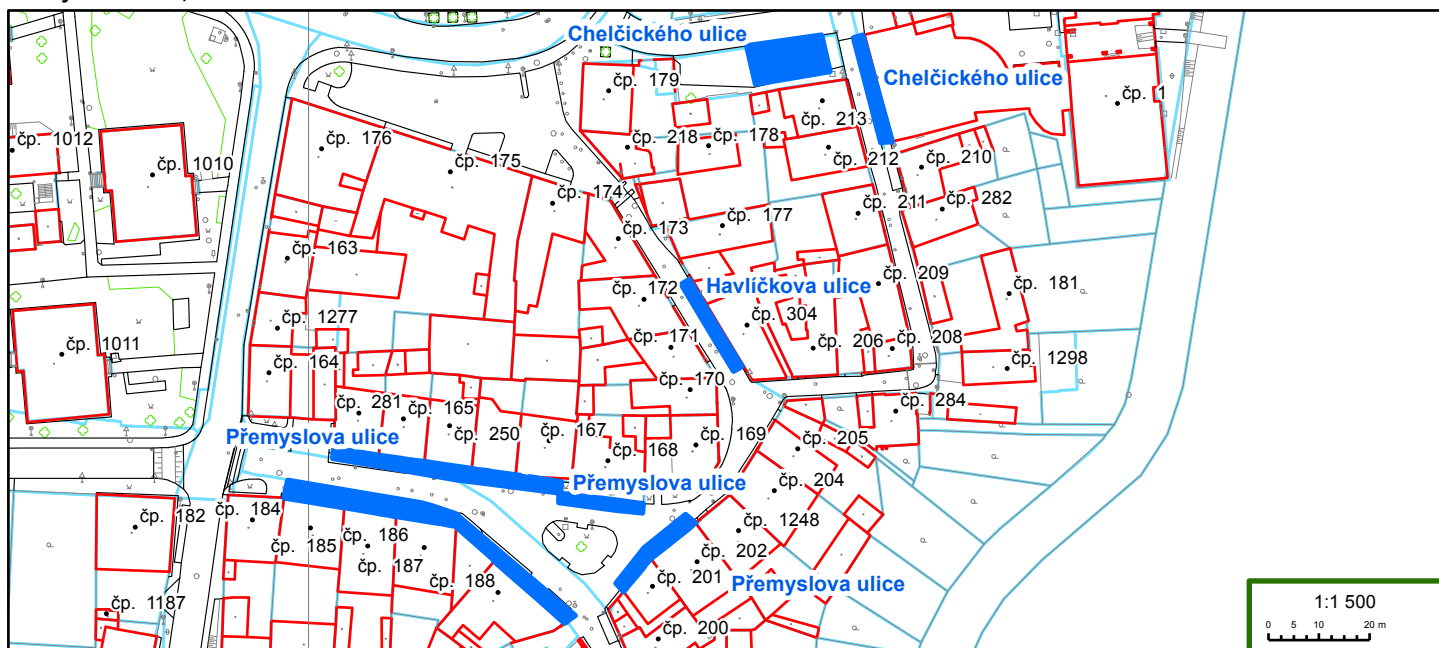 Chelčického ulice
čp. 179
Chelčického ulice
čp. 1
čp. 1012
čp. 1010
čp. 176
čp. 175
čp. 218
čp. 178
čp. 213
čp. 212
čp. 210
čp. 174
čp. 173
čp. 177
čp. 211
čp. 282
čp. 163
čp. 172
Havlíčkova ulice
čp. 209
čp. 181
čp. 1277
čp. 304
čp. 1011
čp. 171
čp. 206
čp. 208
čp. 1298
čp. 164
čp. 170
čp. 281
čp. 165
čp. 284
Přemyslova ulice
čp. 250
čp. 167
čp. 168
čp. 169
čp. 205
Přemyslova ulice
čp. 204
čp. 182
čp. 184
čp. 185
čp. 186
čp. 1248
čp. 187
čp. 202
čp. 188
čp. 201
Přemyslova ulice
čp. 1187
čp. 200
1:1 500
0 5 10 20 m